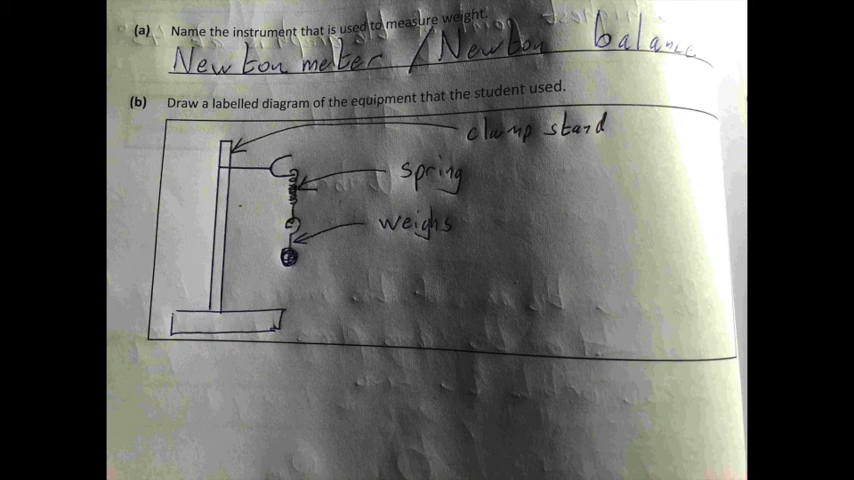 (a) Name the instrument that is used to measure weight.
Newton meter / Newton balance
(b) Draw a labelled diagram of the equipment that the student used.
clamp stand
spring
weighs